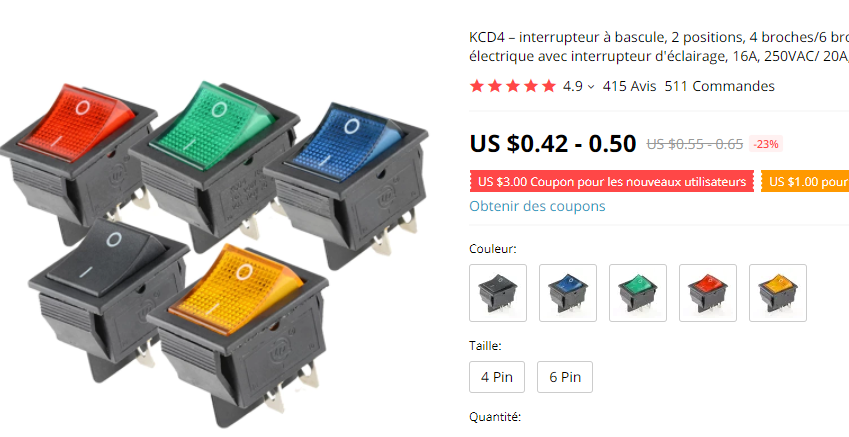 KCD4 – interrupteur à bascule, 2 positions, 4 broches/6
électrique avec interrupteur d'éclairage, 16A, 250VAC/ 20A,
4.9 415 Avis 511 Commandes
US $0.42 - 0.50 US $0.55 - 0.65 -23%
US $3.00 Coupon pour les nouveaux utilisateurs US $1.00 pour
Obtenir des coupons
Couleur:
Taille:
4 Pin 6 Pin
Quantité: